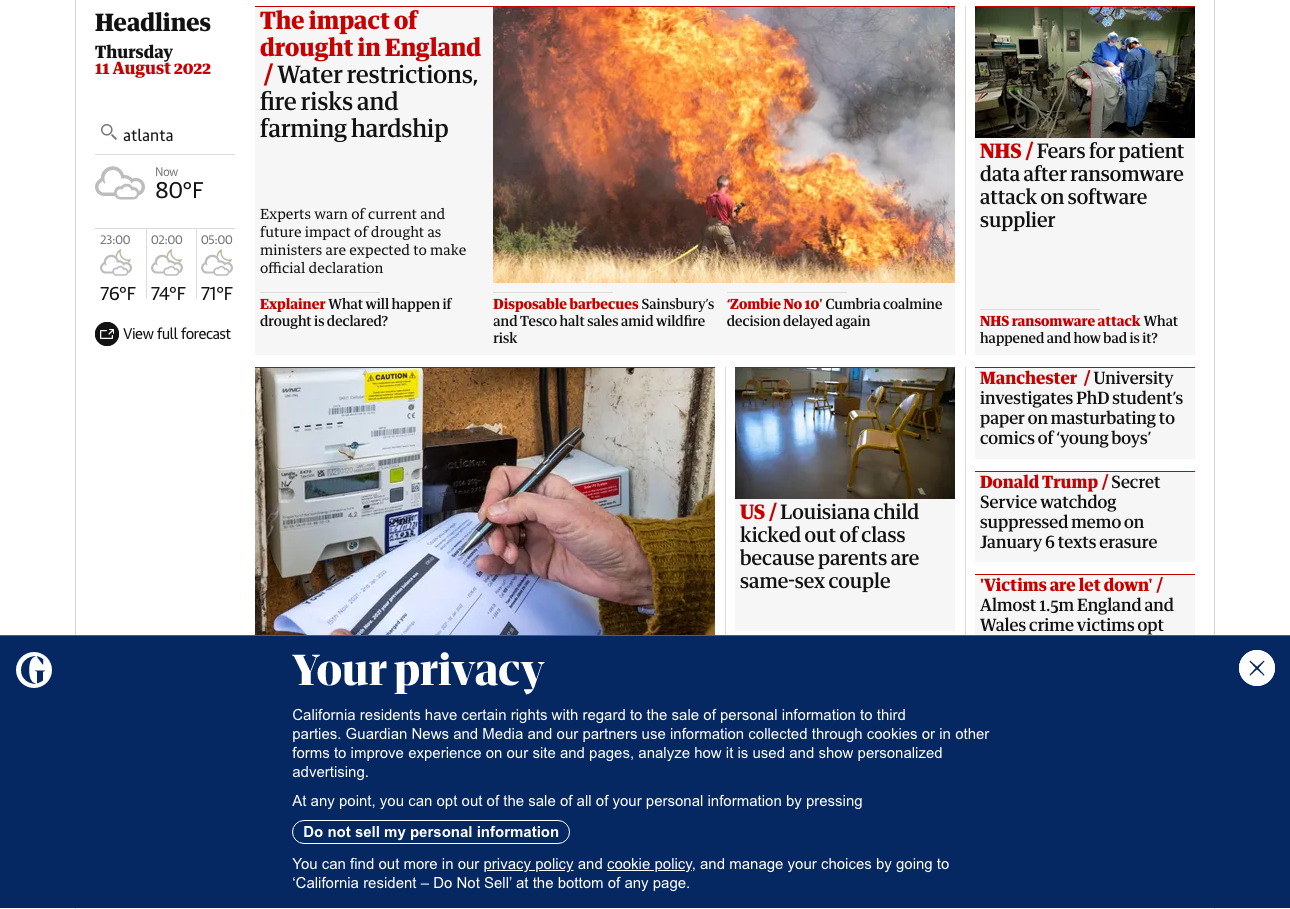 Headlines
Thursday
11 August 2022
atlanta
Now
80°F
23:00
02:00
05:00
76°F
74°F
71°F
View full forecast
The impact of
drought in England
/ Water restrictions,
fire risks and
farming hardship
Experts warn of current and
future impact of drought as
ministers are expected to make
official declaration
Explainer What will happen if
drought is declared?
Disposable barbecues Sainsbury's
and Tesco halt sales amid wildfire
risk
'Zombie No 10' Cumbria coalmine
decision delayed again
NHS / Fears for patient
data after ransomware
attack on software
supplier
NHS ransomware attack What
happened and how bad is it?
CAUTION
US / Louisiana child
kicked out of class
because parents are
same-sex couple
Manchester / University
investigates PhD student's
paper on masturbating to
comics of 'young boys'
Donald Trump / Secret
Service watchdog
suppressed memo on
January 6 texts erasure
'Victims are let down' /
Almost 1.5m England and
Wales crime victims opt
Your privacy
California residents have certain rights with regard to the sale of personal information to third
parties. Guardian News and Media and our partners use information collected through cookies or in other
forms to improve experience on our site and pages, analyze how it is used and show personalized
advertising.
At any point, you can opt out of the sale of all of your personal information by pressing
Do not sell my personal information
You can find out more in our privacy policy and cookie policy, and manage your choices by going to
'California resident – Do Not Sell' at the bottom of any page.